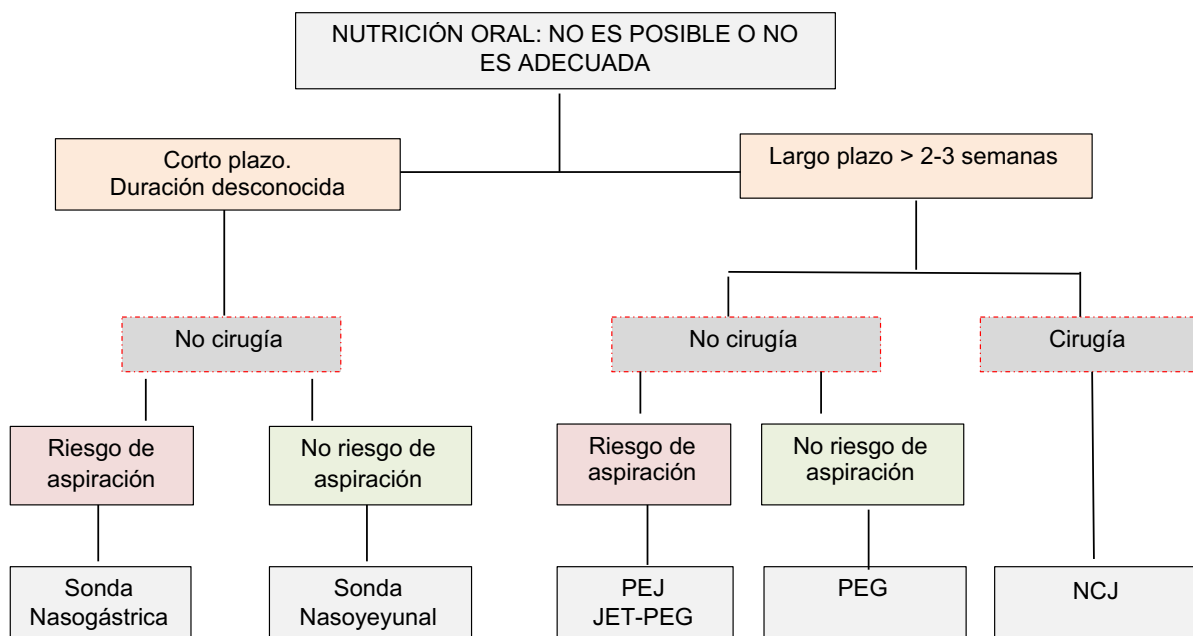 NUTRICIÓN ORAL: NO ES POSIBLE O NO
ES ADECUADA
Corto plazo.
Duración desconocida
Largo plazo > 2-3 semanas
No cirugía
No cirugía
Cirugía
Riesgo de
aspiración
No riesgo de
aspiración
Riesgo de
aspiración
No riesgo de
aspiración
Sonda
Nasogástrica
Sonda
Nasoyeyunal
PEJ
JET-PEG
PEG
NCJ